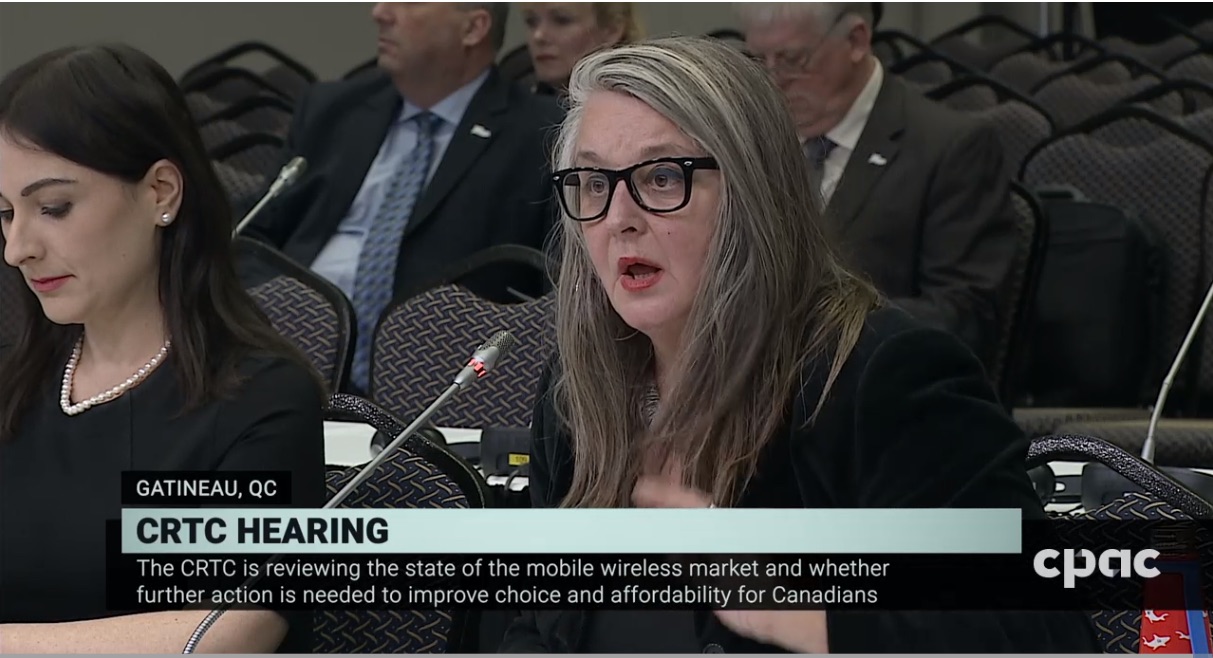 GATINEAU, QC
CRTC HEARING
The CRTC is reviewing the state of the mobile wireless market and whether
further action is needed to improve choice and affordability for Canadians
cpac